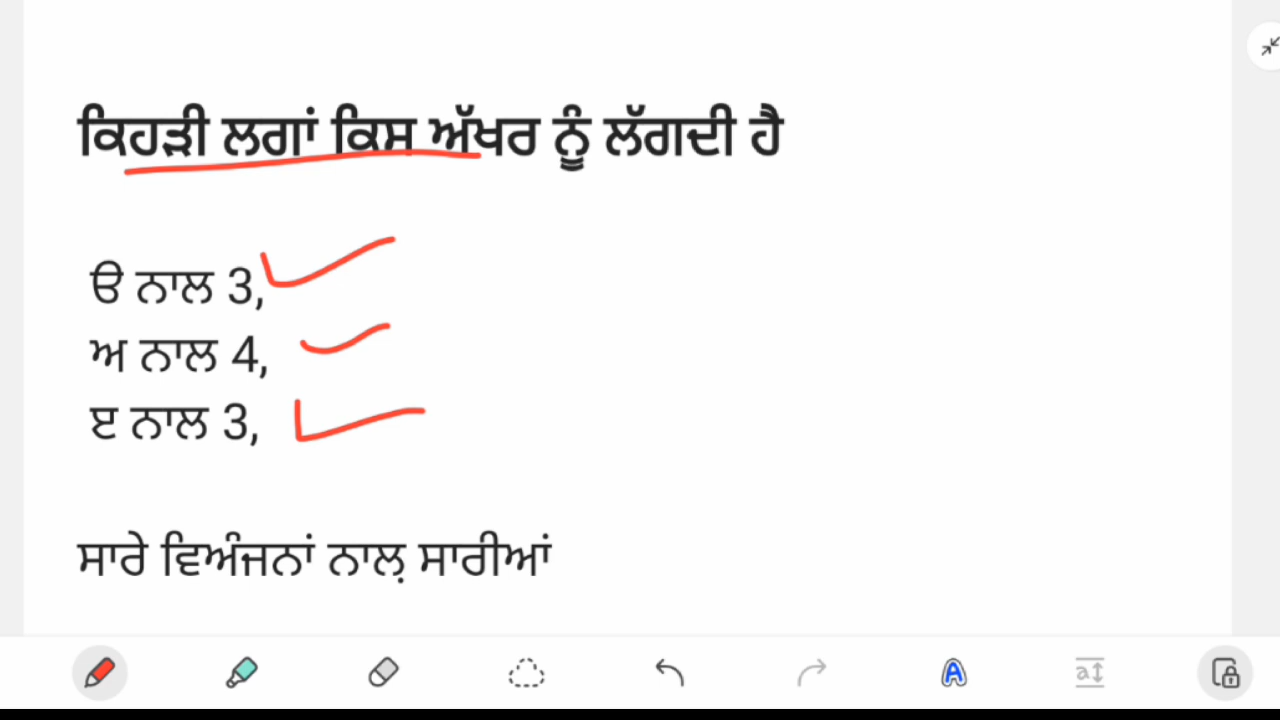 ਕਿਹੜੀ ਲਗਾਂ ਕਿਸ ਅੱਖਰ ਨੂੰ ਲੱਗਦੀ ਹੈ
ੳ ਨਾਲ 3,
ਅ ਨਾਲ 4,
ੲ ਨਾਲ 3,
ਸਾਰੇ ਵਿਅੰਜਨਾਂ ਨਾਲ਼ ਸਾਰੀਆਂ